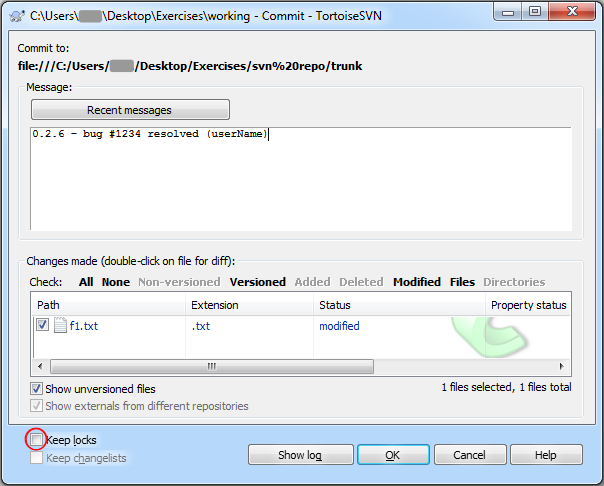 C:\Users\ \Desktop\Exercises\working - Commit - TortoiseSVN
Commit to:
file:///C:/Users/ /Desktop/Exercises/svn%20repo/trunk
Message:
Recent messages
0.2.6 - bug #1234 resolved (userName)
Changes made (double-click on file for diff):
Check: All None Non-versioned Versioned Added Deleted Modified Files Directories
Path Extension Status Property status
f1.txt .txt modified
Show unversioned files 1 files selected, 1 files total
Show externals from different repositories
Keep locks
Keep changelists
Show log OK Cancel Help